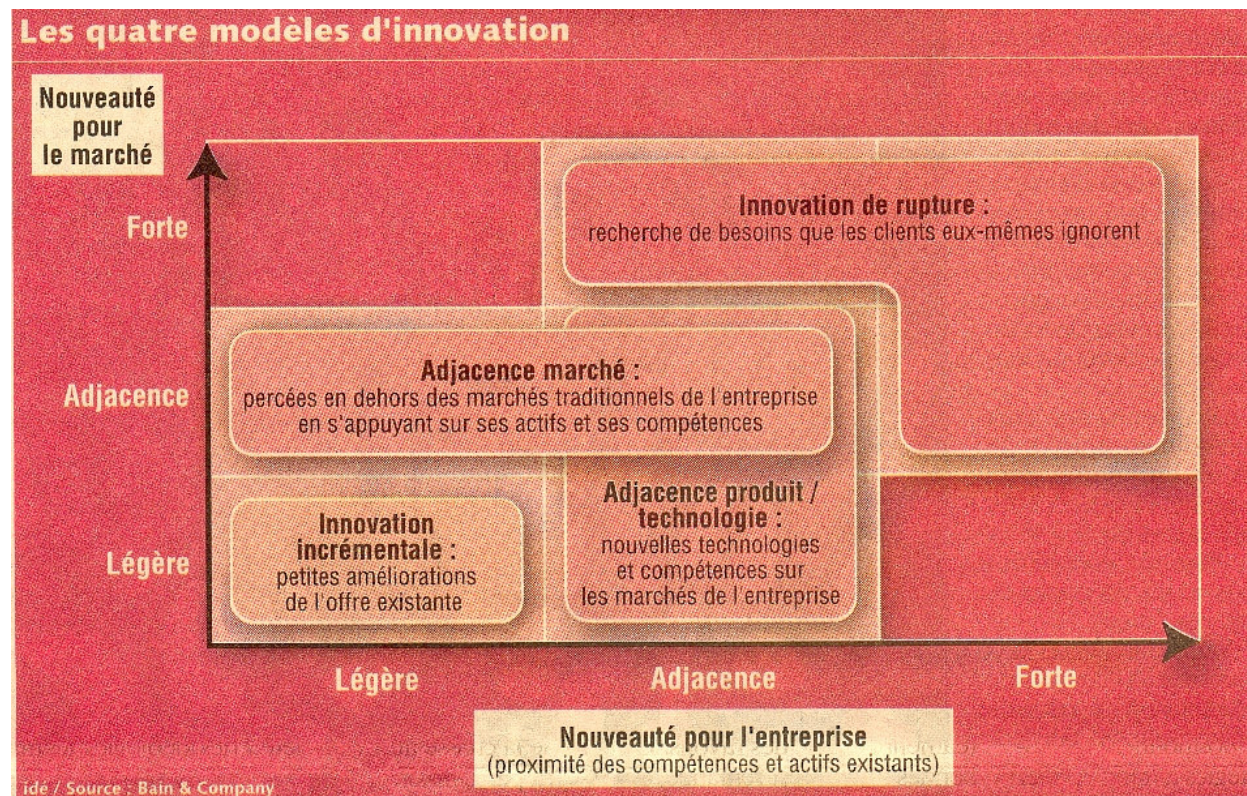 Les quatre modèles d'innovation
Nouveauté
pour
le marché
Forte
Innovation de rupture :
recherche de besoins que les clients eux-mêmes ignorent
Adjacence
Adjacence marché :
percées en dehors des marchés traditionnels de l'entreprise
en s'appuyant sur ses actifs et ses compétences
Légère
Innovation
incrémentale :
petites améliorations
de l'offre existante
Adjacence produit /
technologie :
nouvelles technologies
et compétences sur
les marchés de l'entreprise
Légère
Adjacence
Forte
Nouveauté pour l'entreprise
(proximité des compétences et actifs existants)
idé / Source : Bain & Company